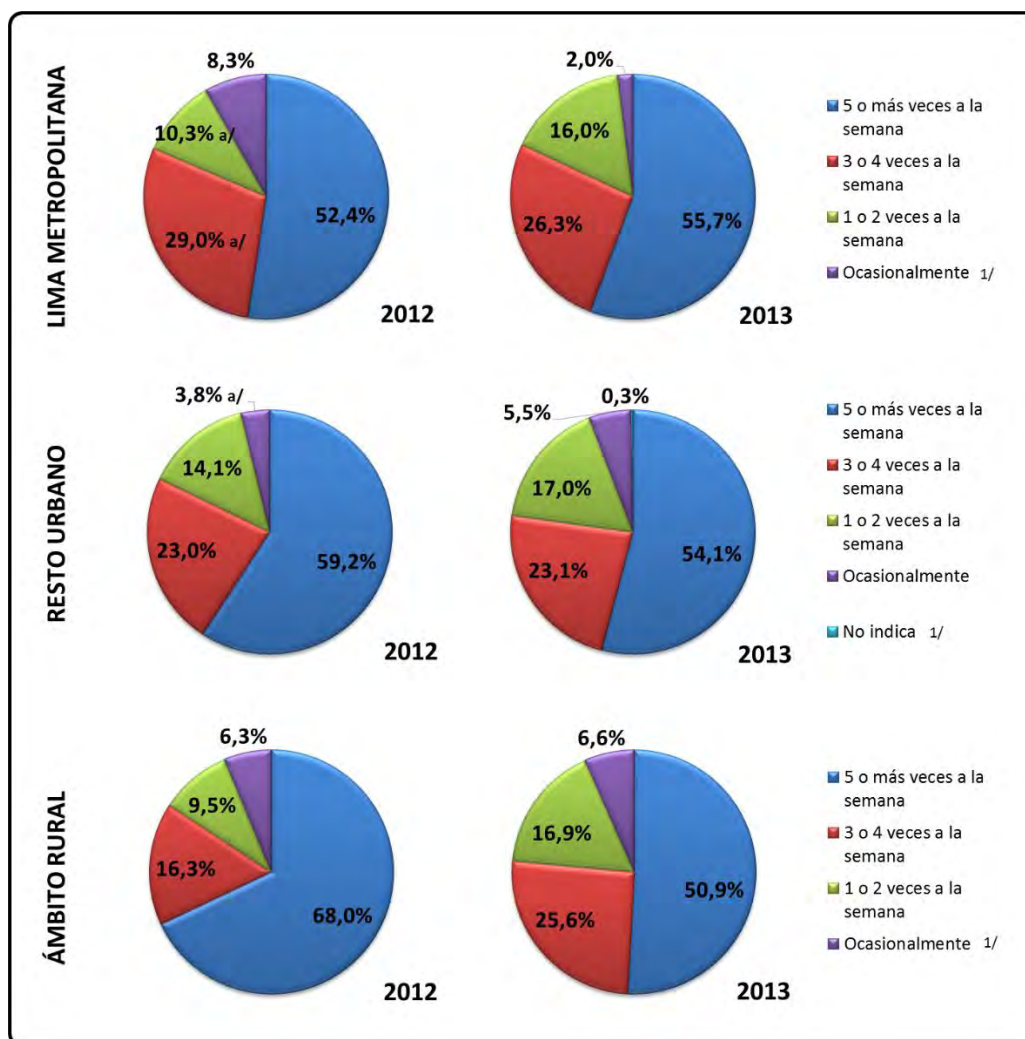 LIMA METROPOLITANA
8,3%
10,3% a/
29,0% a/
52,4%
2012
2,0%
16,0%
26,3%
55,7%
2013
5 o más veces a la
semana
3 o 4 veces a la
semana
1 o 2 veces a la
semana
Ocasionalmente 1/
RESTO URBANO
3,8% a/
14,1%
23,0%
59,2%
2012
5,5%
0,3%
17,0%
23,1%
54,1%
2013
5 o más veces a la
semana
3 o 4 veces a la
semana
1 o 2 veces a la
semana
Ocasionalmente
No indica 1/
ÁMBITO RURAL
6,3%
9,5%
16,3%
68,0%
2012
6,6%
16,9%
25,6%
50,9%
2013
5 o más veces a la
semana
3 o 4 veces a la
semana
1 o 2 veces a la
semana
Ocasionalmente 1/